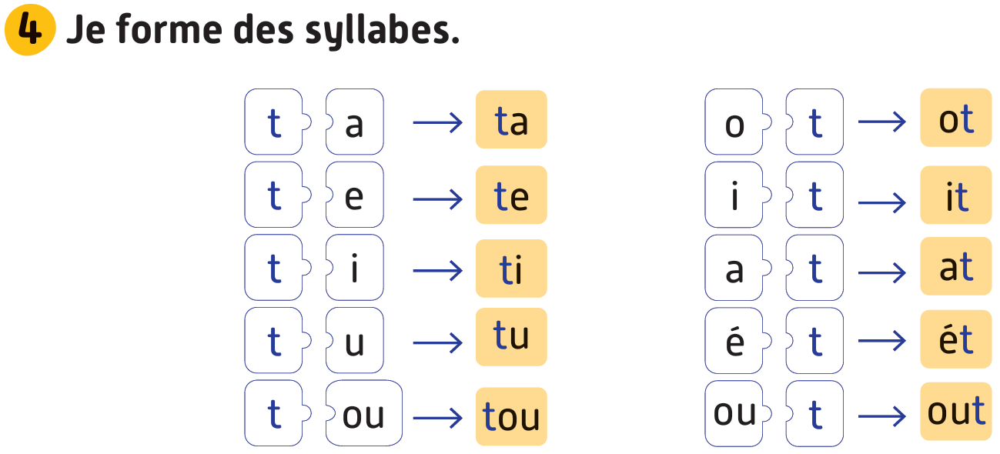 4 Je forme des syllabes.
t a → ta
t e → te
t i → ti
t u → tu
t ou → tou
o t → ot
i t → it
a t → at
é t → ét
ou t → out